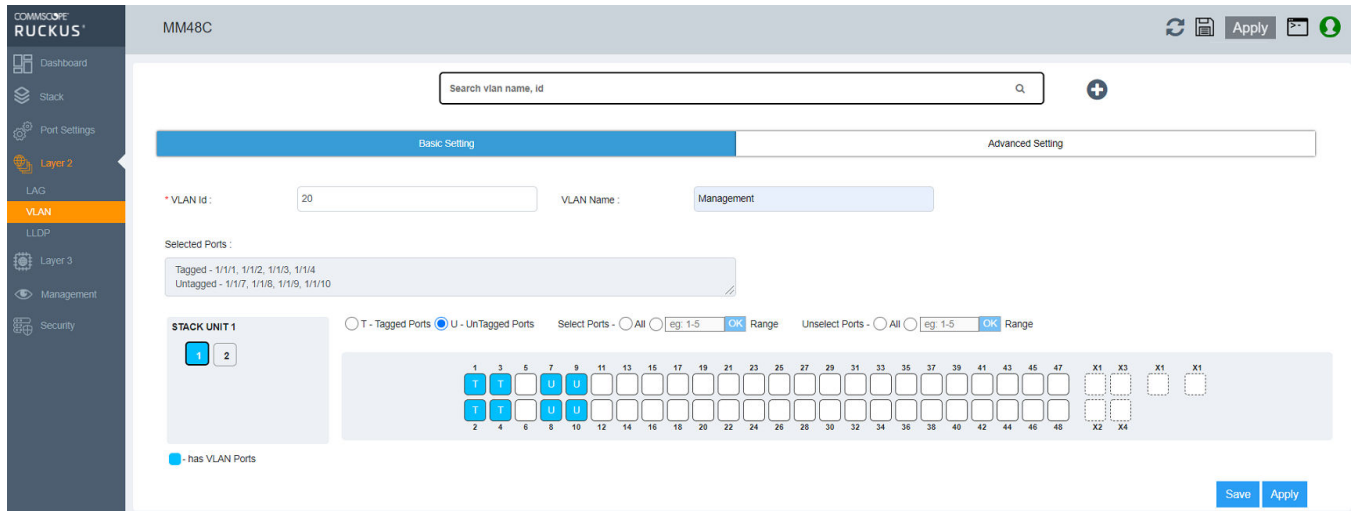 COMMSCOPE
RUCKUS
MM48C
Apply
Dashboard
Stack
Port Settings
Layer 2
LAG
VLAN
LLDP
Layer 3
Management
Security
Search vlan name, id
Basic Setting Advanced Setting
* VLAN Id : 20 VLAN Name : Management
Selected Ports :
Tagged - 1/1/1, 1/1/2, 1/1/3, 1/1/4
Untagged - 1/1/7, 1/1/8, 1/1/9, 1/1/10
STACK UNIT 1
1 2
T - Tagged Ports U - UnTagged Ports Select Ports - All eg: 1-5 OK Range Unselect Ports - All eg: 1-5 OK Range
1 3 5 7 9 11 13 15 17 19 21 23 25 27 29 31 33 35 37 39 41 43 45 47 X1 X3 X1 X1
T T U U
T T U U
2 4 6 8 10 12 14 16 18 20 22 24 26 28 30 32 34 36 38 40 42 44 46 48 X2 X4
- has VLAN Ports
Save Apply